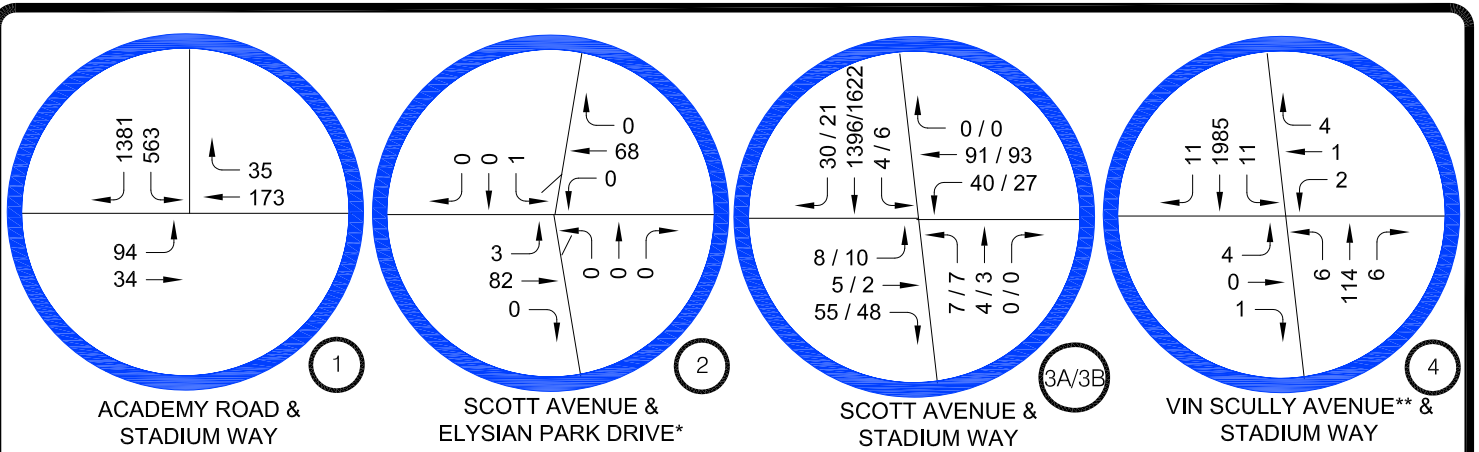 1381
563
35
173
94
34
1
ACADEMY ROAD &
STADIUM WAY
0
0
1
0
68
0
3
82
0
0
0
0
2
SCOTT AVENUE &
ELYSIAN PARK DRIVE*
30 / 21
1396/1622
4 / 6
0 / 0
91 / 93
40 / 27
8 / 10
5 / 2
55 / 48
7 / 7
4 / 3
0 / 0
3A/3B
SCOTT AVENUE &
STADIUM WAY
11
1985
11
4
1
2
4
0
1
6
114
6
4
VIN SCULLY AVENUE** &
STADIUM WAY